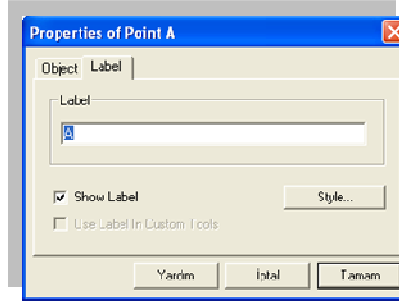 Properties of Point A
Object Label
Label
A
Show Label
Style...
Use Label In Custom Tools
Yardım İptal Tamam